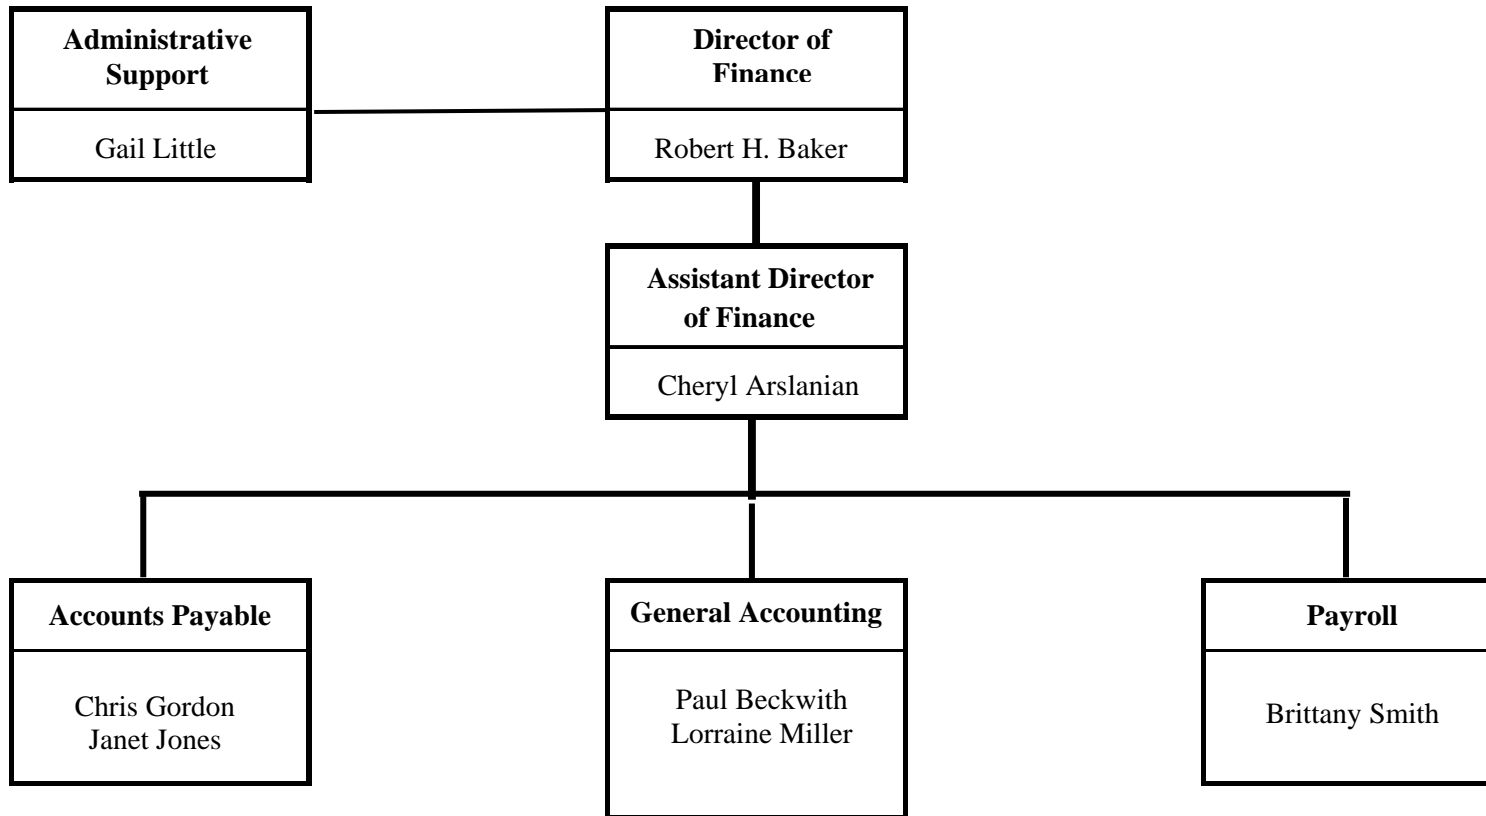 Administrative
Support
Gail Little
Director of
Finance
Robert H. Baker
Assistant Director
of Finance
Cheryl Arslanian
Accounts Payable
Chris Gordon
Janet Jones
General Accounting
Paul Beckwith
Lorraine Miller
Payroll
Brittany Smith